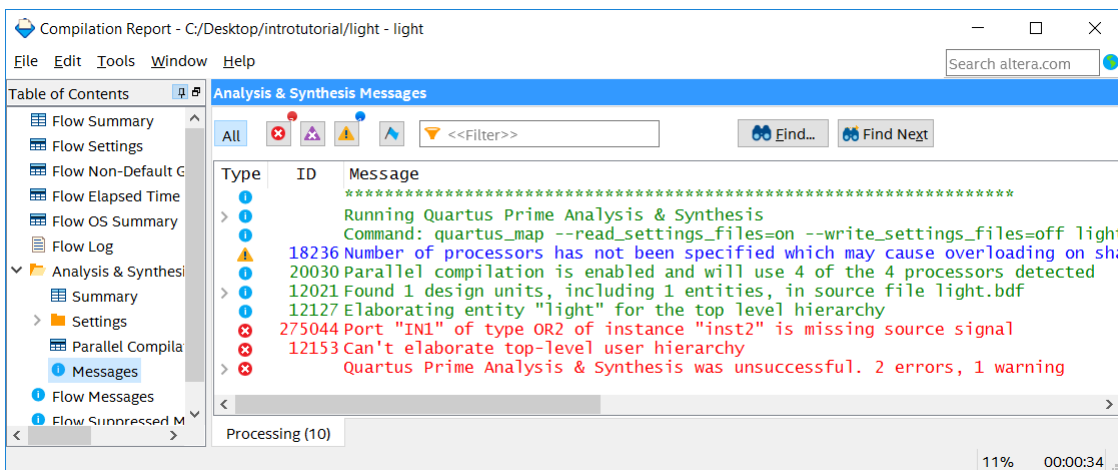 Compilation Report - C:/Desktop/introtutorial/light - light
File Edit Tools Window Help
Search altera.com
Table of Contents
Flow Summary
Flow Settings
Flow Non-Default G
Flow Elapsed Time
Flow OS Summary
Flow Log
Analysis & Synthesi
Summary
Settings
Parallel Compila
Messages
Flow Messages
Flow Suppressed M
Analysis & Synthesis Messages
All <<Filter>> Find... Find Next
Type ID Message
*******************************************************************
Running Quartus Prime Analysis & Synthesis
Command: quartus_map --read_settings_files=on --write_settings_files=off ligh
18236 Number of processors has not been specified which may cause overloading on sha
20030 Parallel compilation is enabled and will use 4 of the 4 processors detected
12021 Found 1 design units, including 1 entities, in source file light.bdf
12127 Elaborating entity "light" for the top level hierarchy
275044 Port "IN1" of type OR2 of instance "inst2" is missing source signal
12153 Can't elaborate top-level user hierarchy
Quartus Prime Analysis & Synthesis was unsuccessful. 2 errors, 1 warning
Processing (10)
11% 00:00:34